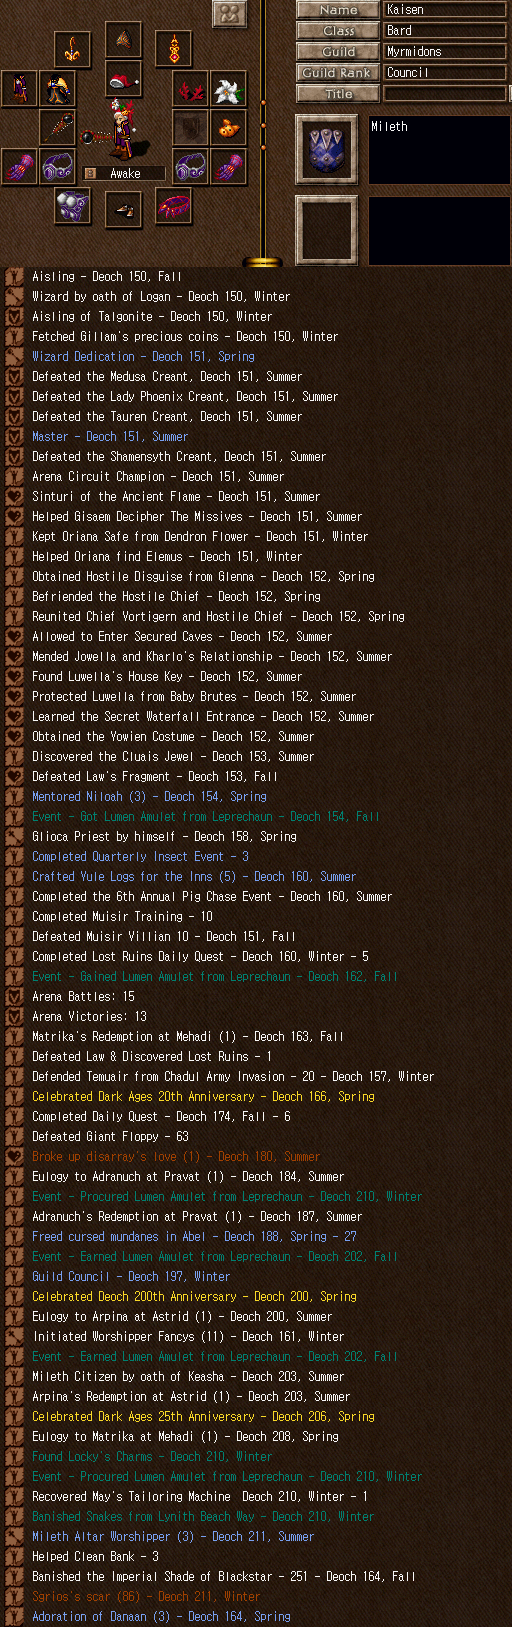 Name Kaisen
Class Bard
Guild Myrmidons
Guild Rank Council
Title
Mileth
Awake
Aisling - Deoch 150, Fall
Wizard by oath of Logan - Deoch 150, Winter
Aisling of Talgonite - Deoch 150, Winter
Fetched Gillam's precious coins - Deoch 150, Winter
Wizard Dedication - Deoch 151, Spring
Defeated the Medusa Creant, Deoch 151, Summer
Defeated the Lady Phoenix Creant, Deoch 151, Summer
Defeated the Tauren Creant, Deoch 151, Summer
Master - Deoch 151, Summer
Defeated the Shamensyth Creant, Deoch 151, Summer
Arena Circuit Champion - Deoch 151, Summer
Sinturi of the Ancient Flame - Deoch 151, Summer
Helped Gisaem Decipher The Missives - Deoch 151, Summer
Kept Oriana Safe from Dendron Flower - Deoch 151, Winter
Helped Oriana find Elemus - Deoch 151, Winter
Obtained Hostile Disguise from Glenna - Deoch 152, Spring
Befriended the Hostile Chief - Deoch 152, Spring
Reunited Chief Vortigern and Hostile Chief - Deoch 152, Spring
Allowed to Enter Secured Caves - Deoch 152, Summer
Mended Jowella and Kharlo's Relationship - Deoch 152, Summer
Found Luwella's House Key - Deoch 152, Summer
Protected Luwella from Baby Brutes - Deoch 152, Summer
Learned the Secret Waterfall Entrance - Deoch 152, Summer
Obtained the Yowien Costume - Deoch 152, Summer
Discovered the Cluais Jewel - Deoch 153, Summer
Defeated Law's Fragment - Deoch 153, Fall
Mentored Niloah (3) - Deoch 154, Spring
Event - Got Lumen Amulet from Leprechaun - Deoch 154, Fall
Glioca Priest by himself - Deoch 158, Spring
Completed Quarterly Insect Event - 3
Crafted Yule Logs for the Inns (5) - Deoch 160, Summer
Completed the 6th Annual Pig Chase Event - Deoch 160, Summer
Completed Muisir Training - 10
Defeated Muisir Villian 10 - Deoch 151, Fall
Completed Lost Ruins Daily Quest - Deoch 160, Winter - 5
Event - Gained Lumen Amulet from Leprechaun - Deoch 162, Fall
Arena Battles: 15
Arena Victories: 13
Matrika's Redemption at Mehadi (1) - Deoch 163, Fall
Defeated Law & Discovered Lost Ruins - 1
Defended Temuair from Chadul Army Invasion - 20 - Deoch 157, Winter
Celebrated Dark Ages 20th Anniversary - Deoch 166, Spring
Completed Daily Quest - Deoch 174, Fall - 6
Defeated Giant Floppy - 63
Broke up disarray's love (1) - Deoch 180, Summer
Eulogy to Adranuch at Pravat (1) - Deoch 184, Summer
Event - Procured Lumen Amulet from Leprechaun - Deoch 210, Winter
Adranuch's Redemption at Pravat (1) - Deoch 187, Summer
Freed cursed mundanes in Abel - Deoch 188, Spring - 27
Event - Earned Lumen Amulet from Leprechaun - Deoch 202, Fall
Guild Council - Deoch 197, Winter
Celebrated Deoch 200th Anniversary - Deoch 200, Spring
Eulogy to Arpina at Astrid (1) - Deoch 200, Summer
Initiated Worshipper Fancys (11) - Deoch 161, Winter
Event - Earned Lumen Amulet from Leprechaun - Deoch 202, Fall
Mileth Citizen by oath of Keasha - Deoch 203, Summer
Arpina's Redemption at Astrid (1) - Deoch 203, Summer
Celebrated Dark Ages 25th Anniversary - Deoch 206, Spring
Eulogy to Matrika at Mehadi (1) - Deoch 208, Spring
Found Locky's Charms - Deoch 210, Winter
Event - Procured Lumen Amulet from Leprechaun - Deoch 210, Winter
Recovered May's Tailoring Machine  Deoch 210, Winter - 1
Banished Snakes from Lynith Beach Way - Deoch 210, Winter
Mileth Altar Worshipper (3) - Deoch 211, Summer
Helped Clean Bank - 3
Banished the Imperial Shade of Blackstar - 251 - Deoch 164, Fall
Sgrios's scar (86) - Deoch 211, Winter
Adoration of Danaan (3) - Deoch 164, Spring